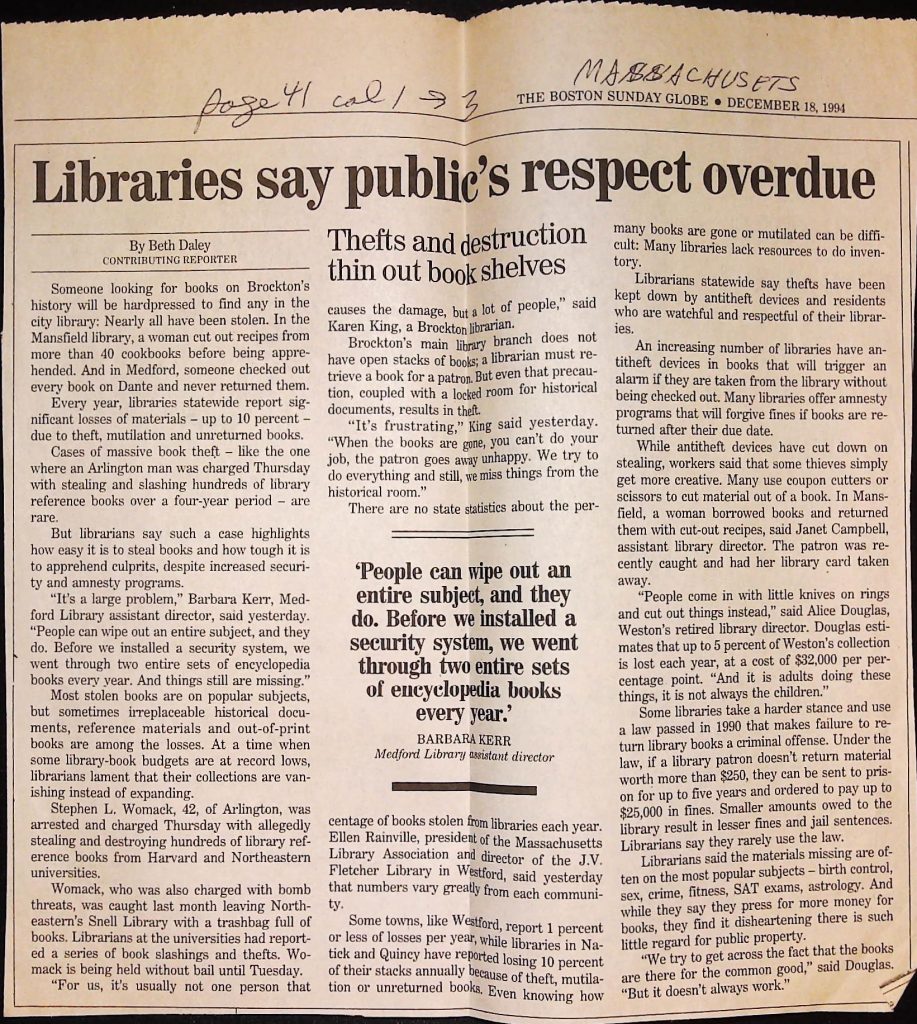 page 41 col 1 → 3
MASSACHUSETS
THE BOSTON SUNDAY GLOBE • DECEMBER 18, 1994
Libraries say public's respect overdue
By Beth Daley
CONTRIBUTING REPORTER
Someone looking for books on Brockton's
history will be hardpressed to find any in the
city library: Nearly all have been stolen. In the
Mansfield library, a woman cut out recipes from
more than 40 cookbooks before being appre-
hended. And in Medford, someone checked out
every book on Dante and never returned them.
Every year, libraries statewide report sig-
nificant losses of materials – up to 10 percent –
due to theft, mutilation and unreturned books.
Cases of massive book theft – like the one
where an Arlington man was charged Thursday
with stealing and slashing hundreds of library
reference books over a four-year period – are
rare.
But librarians say such a case highlights
how easy it is to steal books and how tough it is
to apprehend culprits, despite increased securi-
ty and amnesty programs.
"It's a large problem," Barbara Kerr, Med-
ford Library assistant director, said yesterday.
"People can wipe out an entire subject, and they
do. Before we installed a security system, we
went through two entire sets of encyclopedia
books every year. And things still are missing."
Most stolen books are on popular subjects,
but sometimes irreplaceable historical docu-
ments, reference materials and out-of-print
books are among the losses. At a time when
some library-book budgets are at record lows,
librarians lament that their collections are van-
ishing instead of expanding.
Stephen L. Womack, 42, of Arlington, was
arrested and charged Thursday with allegedly
stealing and destroying hundreds of library ref-
erence books from Harvard and Northeastern
universities.
Womack, who was also charged with bomb
threats, was caught last month leaving North-
eastern's Snell Library with a trashbag full of
books. Librarians at the universities had report-
ed a series of book slashings and thefts. Wo-
mack is being held without bail until Tuesday.
"For us, it's usually not one person that
Thefts and destruction
thin out book shelves
causes the damage, but a lot of people," said
Karen King, a Brockton librarian.
Brockton's main library branch does not
have open stacks of books; a librarian must re-
trieve a book for a patron. But even that precau-
tion, coupled with a locked room for historical
documents, results in theft.
"It's frustrating," King said yesterday.
"When the books are gone, you can't do your
job, the patron goes away unhappy. We try to
do everything and still, we miss things from the
historical room."
There are no state statistics about the per-
'People can wipe out an
entire subject, and they
do. Before we installed a
security system, we went
through two entire sets
of encyclopedia books
every year.'
BARBARA KERR
Medford Library assistant director
centage of books stolen from libraries each year.
Ellen Rainville, president of the Massachusetts
Library Association and director of the J.V.
Fletcher Library in Westford, said yesterday
that numbers vary greatly from each communi-
ty.
Some towns, like Westford, report 1 percent
or less of losses per year, while libraries in Na-
tick and Quincy have reported losing 10 percent
of their stacks annually because of theft, mutila-
tion or unreturned books. Even knowing how
many books are gone or mutilated can be diffi-
cult: Many libraries lack resources to do inven-
tory.
Librarians statewide say thefts have been
kept down by antitheft devices and residents
who are watchful and respectful of their librar-
ies.
An increasing number of libraries have an-
titheft devices in books that will trigger an
alarm if they are taken from the library without
being checked out. Many libraries offer amnesty
programs that will forgive fines if books are re-
turned after their due date.
While antitheft devices have cut down on
stealing, workers said that some thieves simply
get more creative. Many use coupon cutters or
scissors to cut material out of a book. In Mans-
field, a woman borrowed books and returned
them with cut-out recipes, said Janet Campbell,
assistant library director. The patron was re-
cently caught and had her library card taken
away.
"People come in with little knives on rings
and cut out things instead," said Alice Douglas,
Weston's retired library director. Douglas esti-
mates that up to 5 percent of Weston's collection
is lost each year, at a cost of $32,000 per per-
centage point. "And it is adults doing these
things, it is not always the children."
Some libraries take a harder stance and use
a law passed in 1990 that makes failure to re-
turn library books a criminal offense. Under the
law, if a library patron doesn't return material
worth more than $250, they can be sent to pris-
on for up to five years and ordered to pay up to
$25,000 in fines. Smaller amounts owed to the
library result in lesser fines and jail sentences.
Librarians say they rarely use the law.
Librarians said the materials missing are of-
ten on the most popular subjects – birth control,
sex, crime, fitness, SAT exams, astrology. And
while they say they press for more money for
books, they find it disheartening there is such
little regard for public property.
"We try to get across the fact that the books
are there for the common good," said Douglas.
"But it doesn't always work."